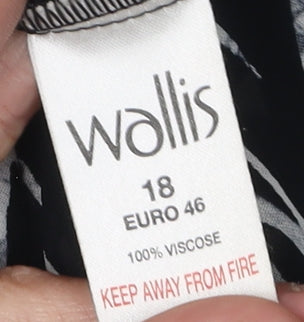 wallis
18
EURO 46
100% VISCOSE
KEEP AWAY FROM FIRE